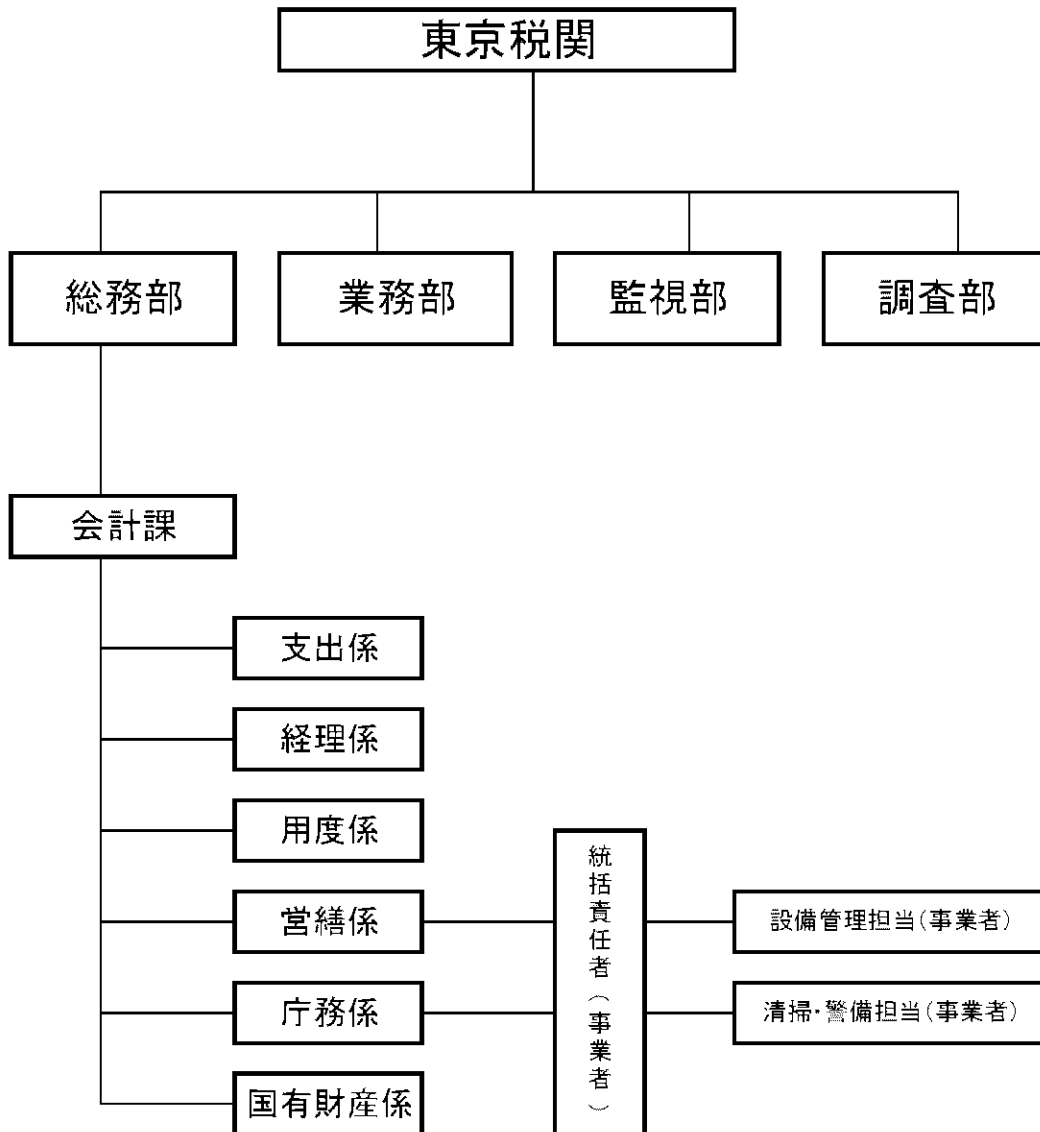 東京税関
総務部
業務部
監視部
調査部
会計課
支出係
経理係
用度係
営繕係
庁務係
国有財産係
統括責任者(事業者)
設備管理担当(事業者)
清掃・警備担当(事業者)